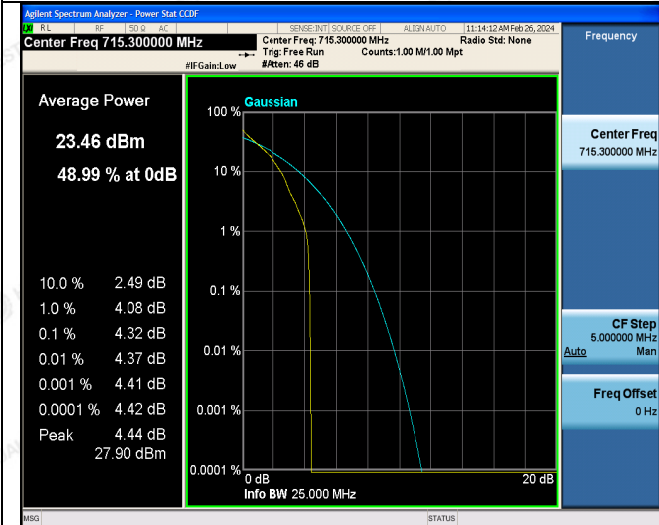 Agilent Spectrum Analyzer - Power Stat CCDF
RL RF 50 Ω AC SENSE:INT SOURCE OFF ALIGN AUTO 11:14:12 AM Feb 26, 2024
Center Freq 715.300000 MHz
Center Freq: 715.300000 MHz Radio Std: None
Trig: Free Run Counts:1.00 M/1.00 Mpt
#IFGain:Low #Atten: 46 dB
Average Power
23.46 dBm
48.99 % at 0dB
10.0 % 2.49 dB
1.0 % 4.08 dB
0.1 % 4.32 dB
0.01 % 4.37 dB
0.001 % 4.41 dB
0.0001 % 4.42 dB
Peak 4.44 dB
27.90 dBm
Gaussian
100 %
10 %
1 %
0.1 %
0.01 %
0.001 %
0.0001 %
0 dB 20 dB
Info BW 25.000 MHz
Frequency
Center Freq
715.300000 MHz
CF Step
5.000000 MHz
Auto Man
Freq Offset
0 Hz
MSG STATUS